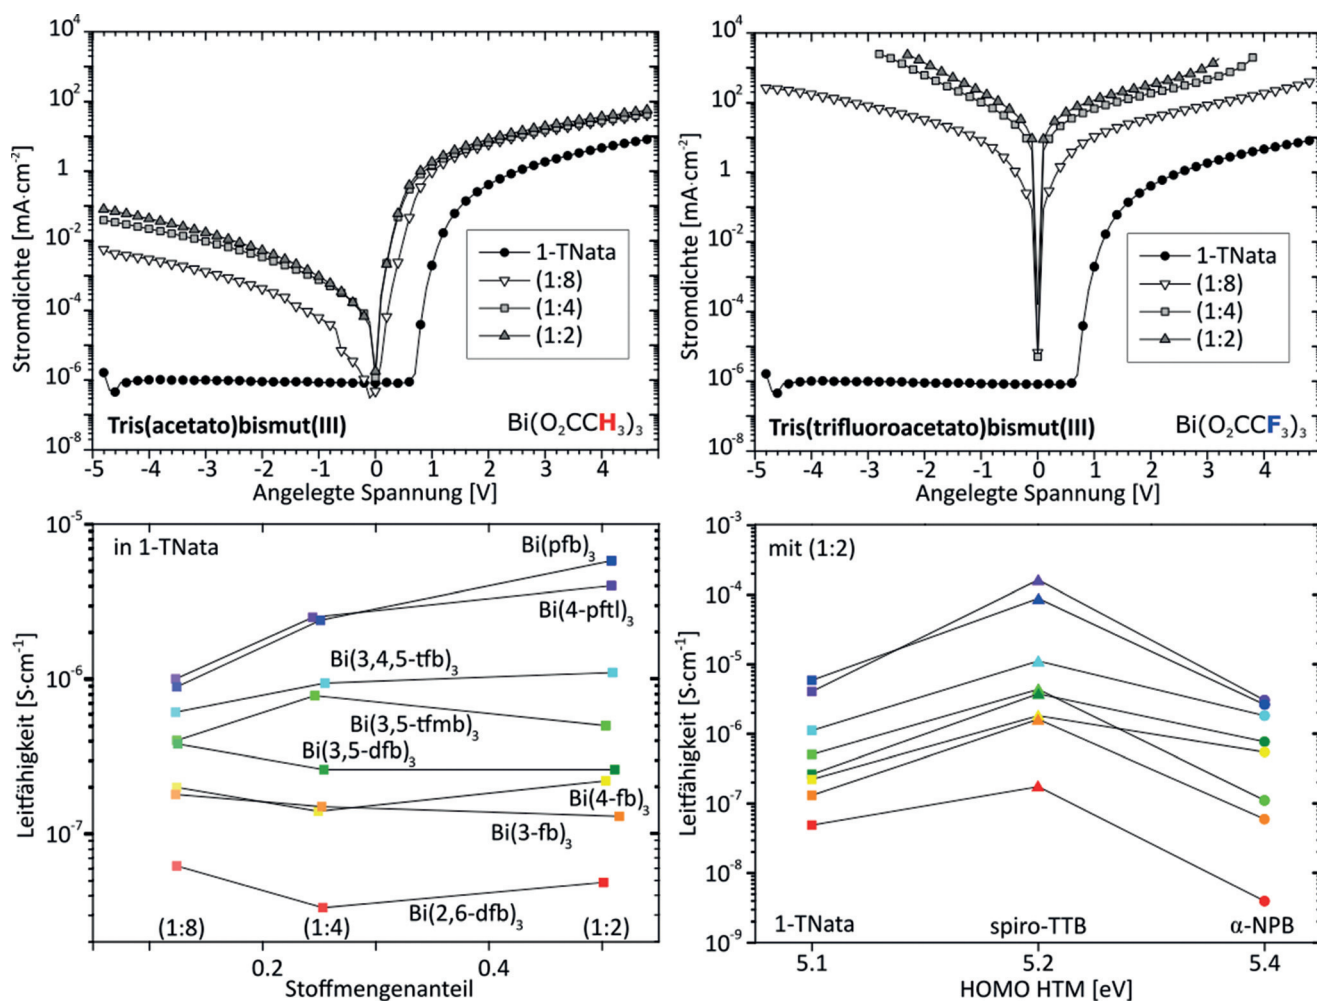 10⁴
10²
1
10⁻²
10⁻⁴
10⁻⁶
10⁻⁸
Stromdichte [mA·cm⁻²]
1-TNata
(1:8)
(1:4)
(1:2)
Tris(acetato)bismut(III)
Bi(O₂CCH₃)₃
-5 -4 -3 -2 -1 0 1 2 3 4 5
Angelegte Spannung [V]
10⁴
10²
1
10⁻²
10⁻⁴
10⁻⁶
10⁻⁸
Stromdichte [mA·cm⁻²]
1-TNata
(1:8)
(1:4)
(1:2)
Tris(trifluoroacetato)bismut(III)
Bi(O₂CCF₃)₃
-5 -4 -3 -2 -1 0 1 2 3 4 5
Angelegte Spannung [V]
10⁻⁵
10⁻⁶
10⁻⁷
Leitfähigkeit [S·cm⁻¹]
in 1-TNata
Bi(pfb)₃
Bi(4-pftl)₃
Bi(3,4,5-tfb)₃
Bi(3,5-tfmb)₃
Bi(3,5-dfb)₃
Bi(4-fb)₃
Bi(3-fb)₃
Bi(2,6-dfb)₃
(1:8) (1:4) (1:2)
0.2 0.4
Stoffmengenanteil
10⁻³
10⁻⁴
10⁻⁵
10⁻⁶
10⁻⁷
10⁻⁸
10⁻⁹
Leitfähigkeit [S·cm⁻¹]
mit (1:2)
1-TNata spiro-TTB α-NPB
5.1 5.2 5.4
HOMO HTM [eV]